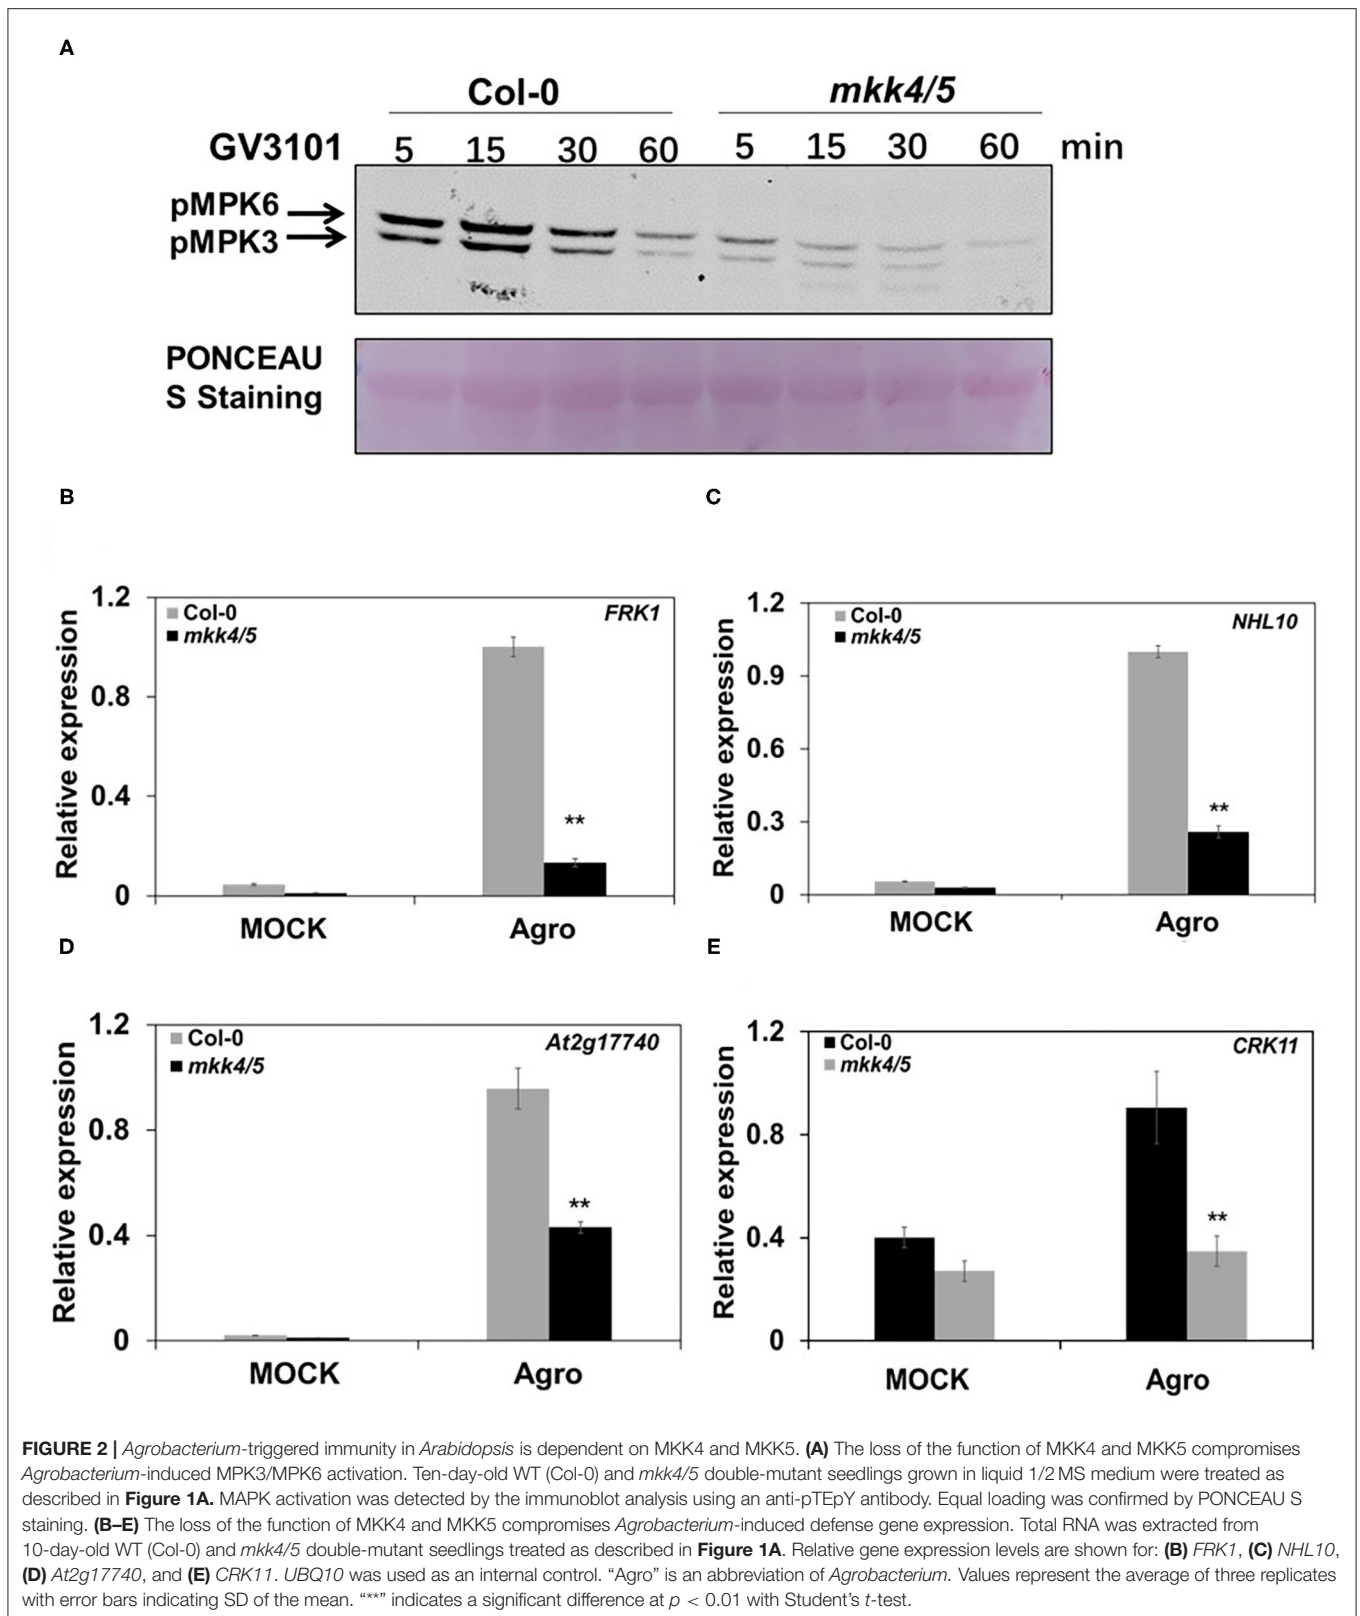 A
Col-0 mkk4/5
GV3101 5 15 30 60 5 15 30 60 min
pMPK6
pMPK3
PONCEAU
S Staining
B
C
Relative expression
1.2
0.8
0.4
0
Col-0
mkk4/5
FRK1
**
MOCK Agro
Relative expression
1.2
0.9
0.6
0.3
0
Col-0
mkk4/5
NHL10
**
MOCK Agro
D
E
Relative expression
1.2
0.8
0.4
0
Col-0
mkk4/5
At2g17740
**
MOCK Agro
Relative expression
1.2
0.8
0.4
0
Col-0
mkk4/5
CRK11
**
MOCK Agro
FIGURE 2 | Agrobacterium-triggered immunity in Arabidopsis is dependent on MKK4 and MKK5. (A) The loss of the function of MKK4 and MKK5 compromises
Agrobacterium-induced MPK3/MPK6 activation. Ten-day-old WT (Col-0) and mkk4/5 double-mutant seedlings grown in liquid 1/2 MS medium were treated as
described in Figure 1A. MAPK activation was detected by the immunoblot analysis using an anti-pTEpY antibody. Equal loading was confirmed by PONCEAU S
staining. (B–E) The loss of the function of MKK4 and MKK5 compromises Agrobacterium-induced defense gene expression. Total RNA was extracted from
10-day-old WT (Col-0) and mkk4/5 double-mutant seedlings treated as described in Figure 1A. Relative gene expression levels are shown for: (B) FRK1, (C) NHL10,
(D) At2g17740, and (E) CRK11. UBQ10 was used as an internal control. “Agro” is an abbreviation of Agrobacterium. Values represent the average of three replicates
with error bars indicating SD of the mean. “**” indicates a significant difference at p < 0.01 with Student’s t-test.